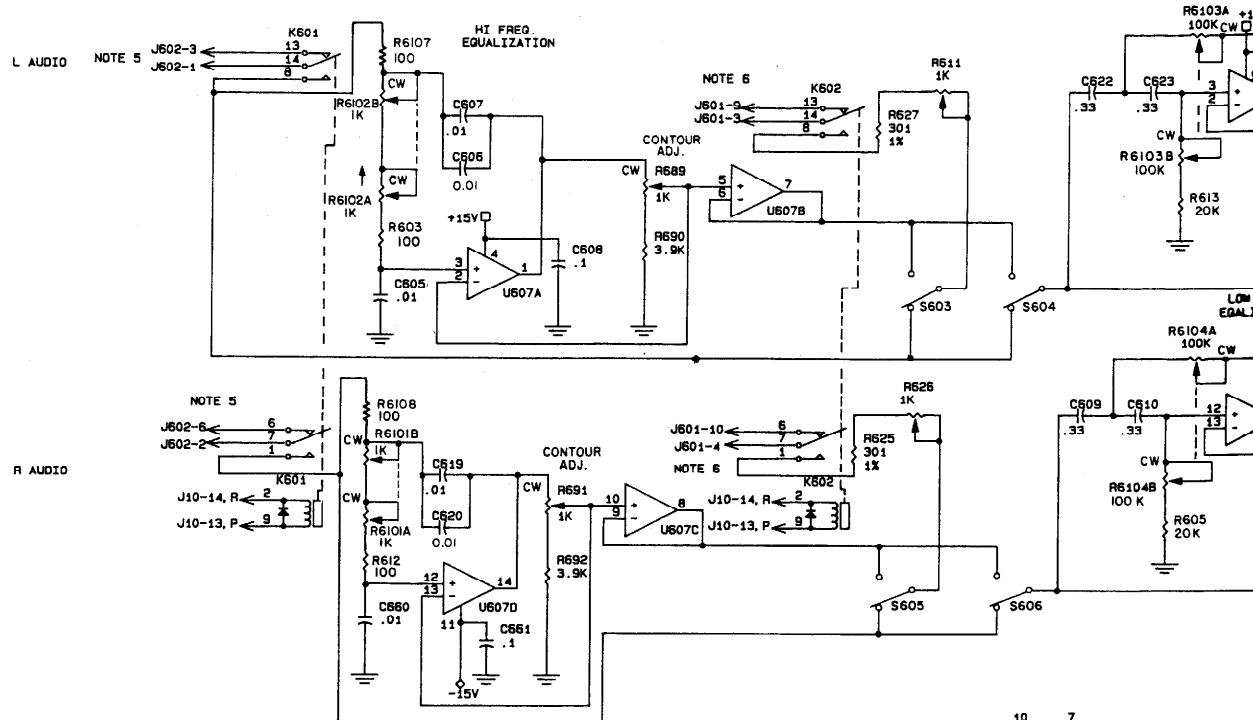 L AUDIO
NOTE 5
J602-3
J602-1
K601
13
14
8
R6107
100
CW
R6102B
1K
CW
R6102A
1K
R603
100
C605
.01
HI FREQ.
EQUALIZATION
C607
.01
C606
0.01
+15V
4
3
2
1
U607A
C608
.1
CONTOUR
ADJ.
CW
R689
1K
R690
3.9K
5
6
7
U607B
NOTE 6
J601-9
J601-3
K602
13
14
8
R627
301
1%
R611
1K
S603
S604
R6103A
100K
CW
+1
C622
.33
C623
.33
3
2
CW
R6103B
100K
R613
20K
LOW
EQALI
R AUDIO
NOTE 5
J602-6
J602-2
6
7
1
K601
J10-14, R
J10-13, P
2
9
R6108
100
CW
R6101B
1K
CW
R6101A
1K
R612
100
C660
.01
C619
.01
C620
0.01
12
13
14
U607D
11
C661
.1
-15V
CONTOUR
ADJ.
CW
R691
1K
R692
3.9K
10
9
8
U607C
J601-10
J601-4
NOTE 6
6
7
1
K602
J10-14, R
J10-13, P
2
9
R625
301
1%
R626
1K
S605
S606
R6104A
100K
CW
C609
.33
C610
.33
12
13
CW
R6104B
100 K
R605
20K
10
7